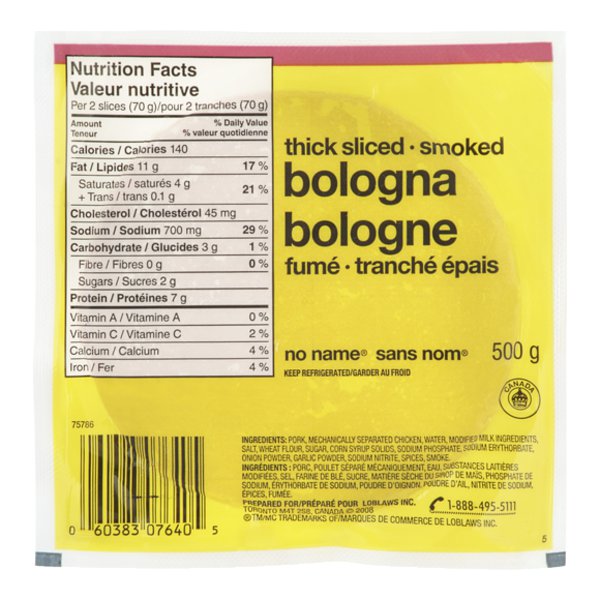 Nutrition Facts
Valeur nutritive
Per 2 slices (70 g)/pour 2 tranches (70 g)
Amount % Daily Value
Teneur % valeur quotidienne
Calories / Calories 140
Fat / Lipides 11 g 17 %
Saturates / saturés 4 g
+ Trans / trans 0.1 g 21 %
Cholesterol / Cholestérol 45 mg
Sodium / Sodium 700 mg 29 %
Carbohydrate / Glucides 3 g 1 %
Fibre / Fibres 0 g 0 %
Sugars / Sucres 2 g
Protein / Protéines 7 g
Vitamin A / Vitamine A 0 %
Vitamin C / Vitamine C 2 %
Calcium / Calcium 4 %
Iron / Fer 4 %
thick sliced · smoked
bologna
bologne
fumé · tranché épais
no name® sans nom® 500 g
KEEP REFRIGERATED/GARDER AU FROID
CANADA
75786
0 60383 07640 5
INGREDIENTS: PORK, MECHANICALLY SEPARATED CHICKEN, WATER, MODIFIED MILK INGREDIENTS,
SALT, WHEAT FLOUR, SUGAR, CORN SYRUP SOLIDS, SODIUM PHOSPHATE, SODIUM ERYTHORBATE,
ONION POWDER, GARLIC POWDER, SODIUM NITRITE, SPICES, SMOKE.
INGRÉDIENTS : PORC, POULET SÉPARÉ MÉCANIQUEMENT, EAU, SUBSTANCES LAITIÈRES
MODIFIÉES, SEL, FARINE DE BLÉ, SUCRE, MATIÈRE SÈCHE DU SIROP DE MAÏS, PHOSPHATE DE
SODIUM, ÉRYTHORBATE DE SODIUM, POUDRE D'OIGNON, POUDRE D'AIL, NITRITE DE SODIUM,
ÉPICES, FUMÉE.
PREPARED FOR/PRÉPARÉ POUR LOBLAWS INC.
TORONTO M4T 2S8, CANADA © 2008
®/TM/MC TRADEMARKS OF/MARQUES DE COMMERCE DE LOBLAWS INC.
1-888-495-5111
5